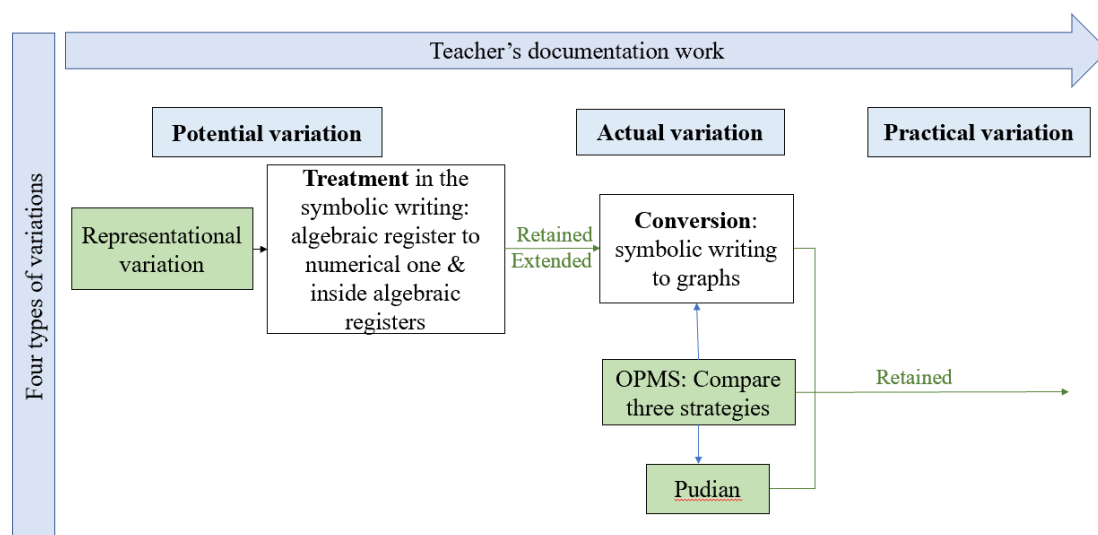 Teacher's documentation work
Four types of variations
Potential variation
Actual variation
Practical variation
Representational
variation
Treatment in the
symbolic writing:
algebraic register to
numerical one &
inside algebraic
registers
Retained
Extended
Conversion:
symbolic writing
to graphs
OPMS: Compare
three strategies
Retained
Pudian